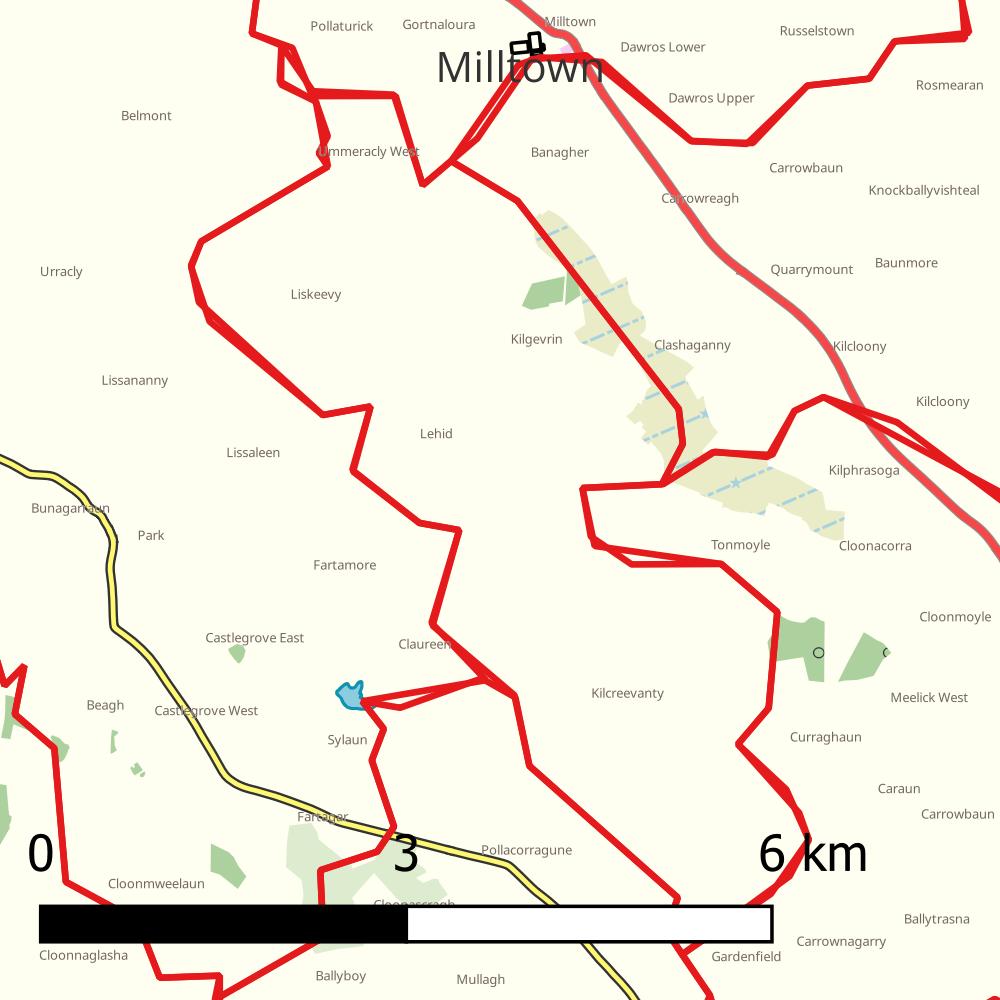 Milltown
Pollaturick
Gortnaloura
Russelstown
Dawros Lower
Milltown
Rosmearan
Dawros Upper
Belmont
Ummeracly West
Banagher
Carrowbaun
Knockballyvishteal
Carrowreagh
Urracly
Quarrymount
Baunmore
Liskeevy
Kilgevrin
Clashaganny
Kilcloony
Lissananny
Kilcloony
Lehid
Lissaleen
Kilphrasoga
Bunagarraun
Park
Tonmoyle
Cloonacorra
Fartamore
Cloonmoyle
Castlegrove East
Claureen
Kilcreevanty
Meelick West
Beagh
Castlegrove West
Sylaun
Curraghaun
Caraun
Fartagar
Carrowbaun
0 3 6 km
Pollacorragune
Cloonmweelaun
Cloonascragh
Ballytrasna
Carrownagarry
Cloonnaglasha
Gardenfield
Ballyboy
Mullagh